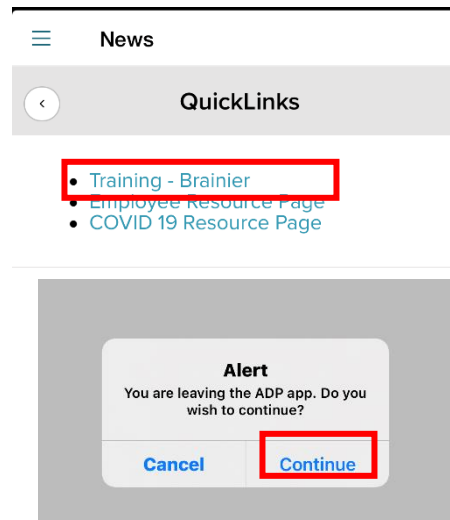 News
QuickLinks
Training - Brainier
Employee Resource Page
COVID 19 Resource Page
Alert
You are leaving the ADP app. Do you
wish to continue?
Cancel
Continue